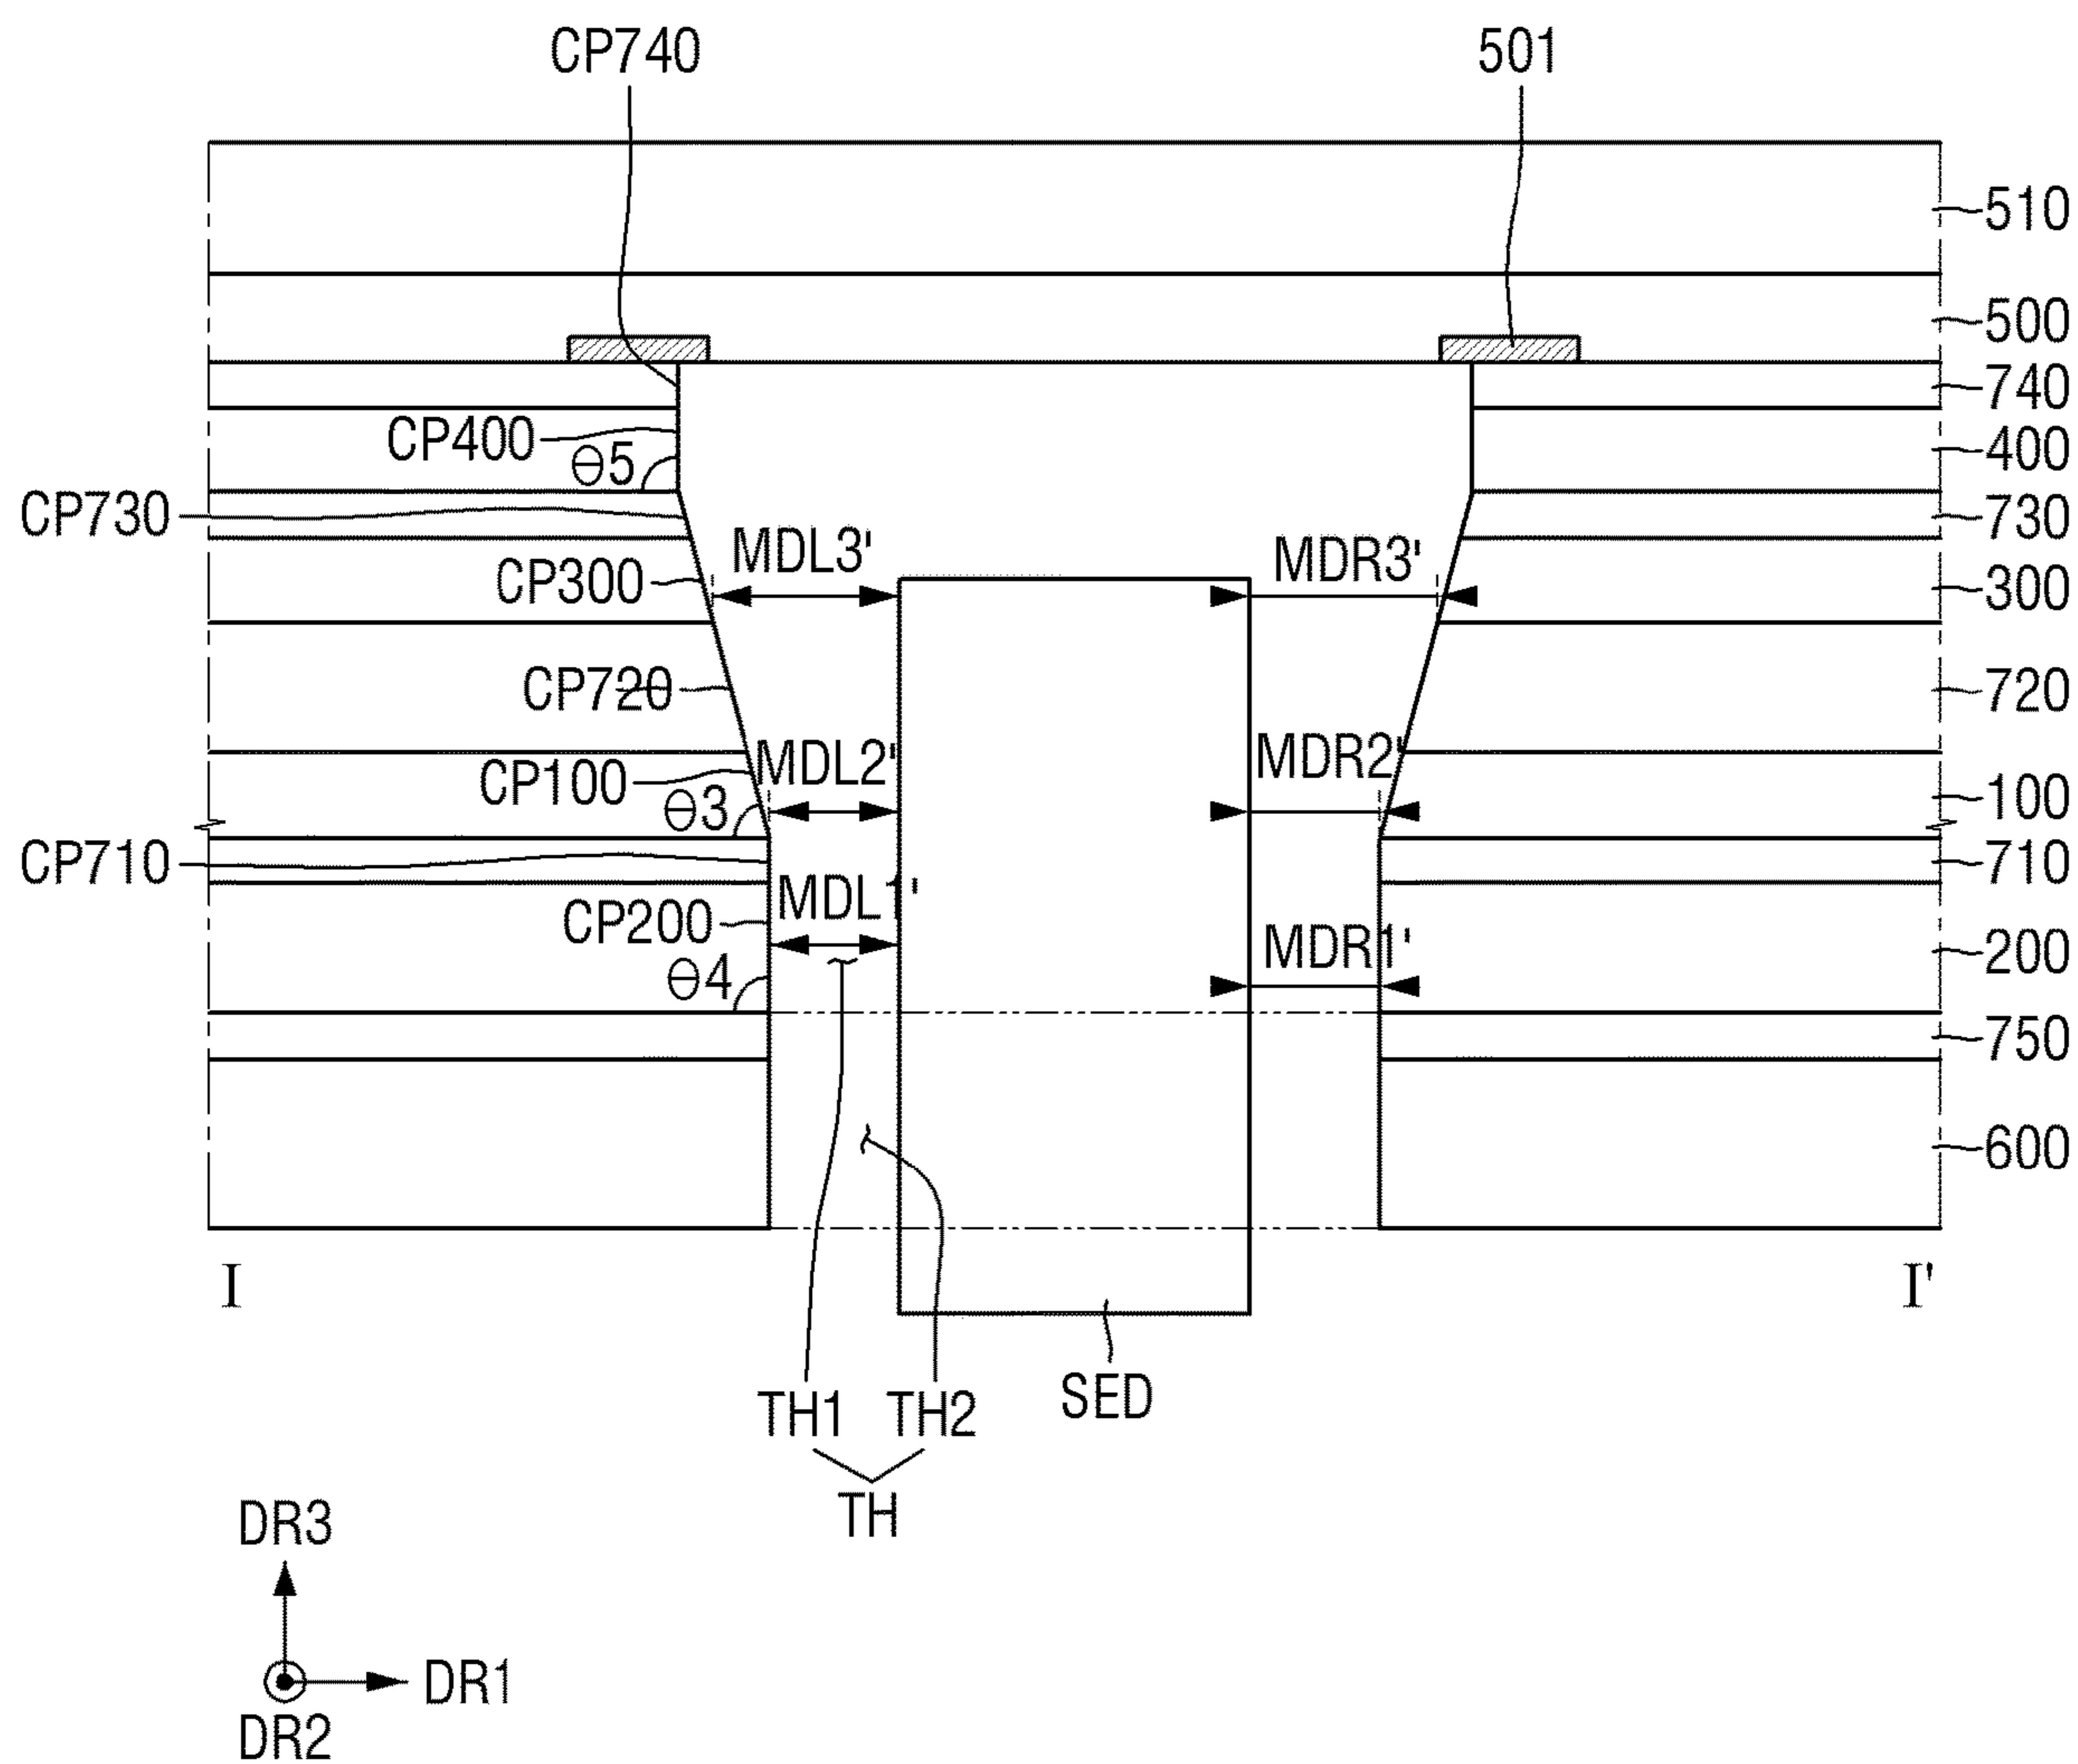 CP740 501
510
500
740
CP400
400
θ5
CP730
730
MDL3' MDR3'
CP300
300
CP720
720
MDL2' MDR2'
CP100
100
θ3
CP710
710
MDL1'
CP200
MDR1'
200
θ4
750
600
I I'
SED
TH1 TH2
TH
DR3
DR1
DR2